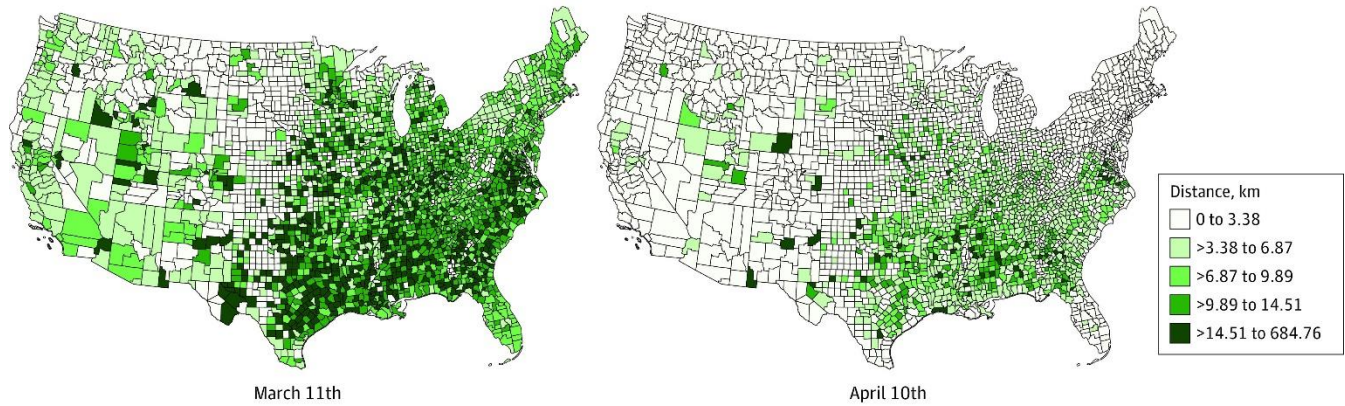 Distance, km
0 to 3.38
>3.38 to 6.87
>6.87 to 9.89
>9.89 to 14.51
>14.51 to 684.76
March 11th
April 10th